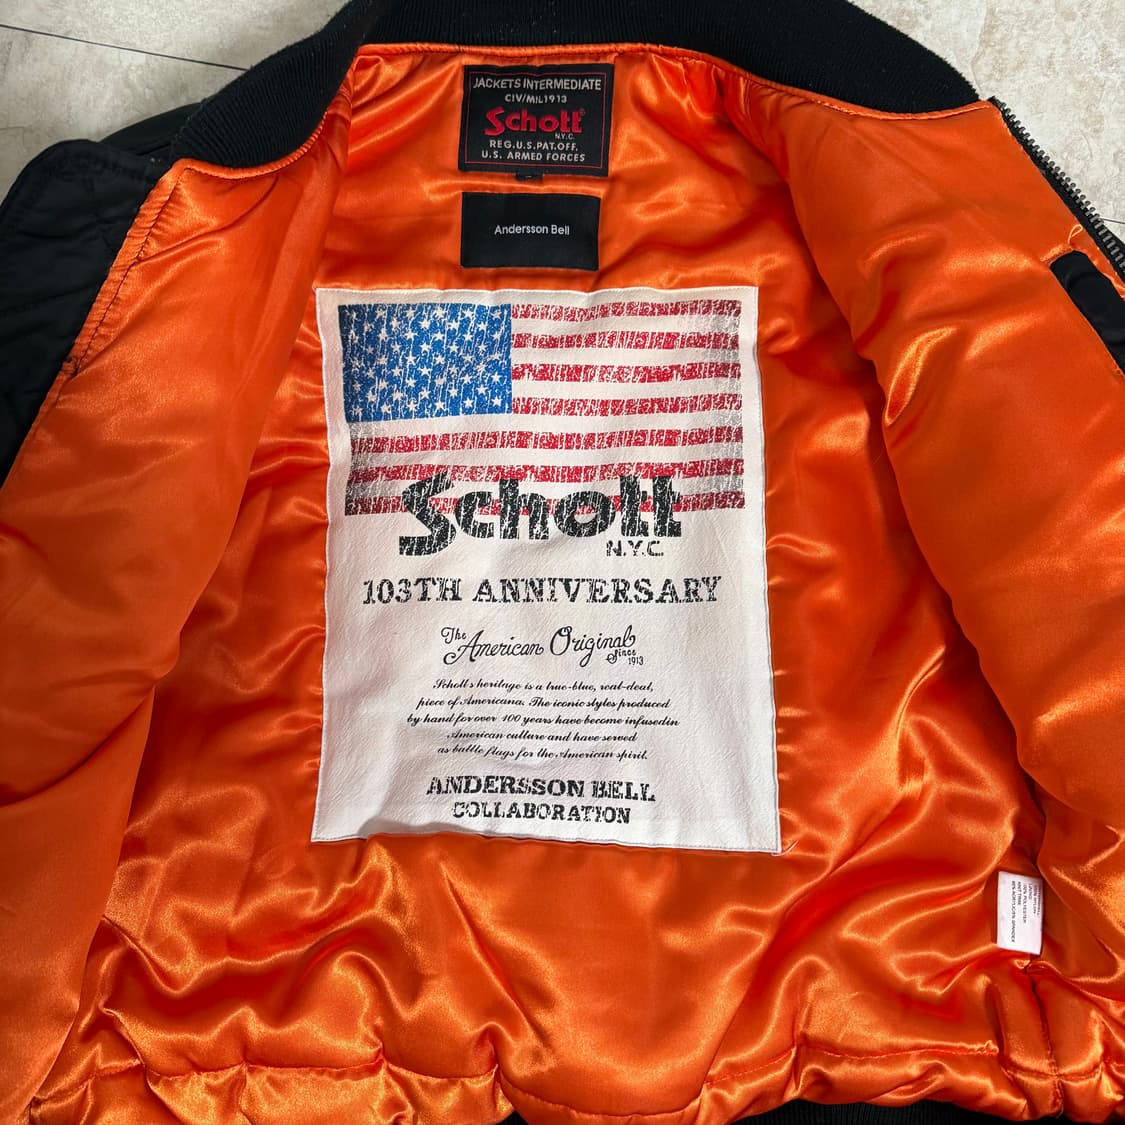 JACKETS INTERMEDIATE
CIV/MIL1913
Schott
N.Y.C.
REG.U.S.PAT.OFF.
U.S. ARMED FORCES
Andersson Bell
Schott
N.Y.C
103TH ANNIVERSARY
The American Original
Since 1913
Schott's heritage is a true-blue, real-deal,
piece of Americana. The iconic styles produced
by hand for over 100 years have become infusedin
American culture and have served
as battle flags for the American spirit.
ANDERSSON BELL
COLLABORATION